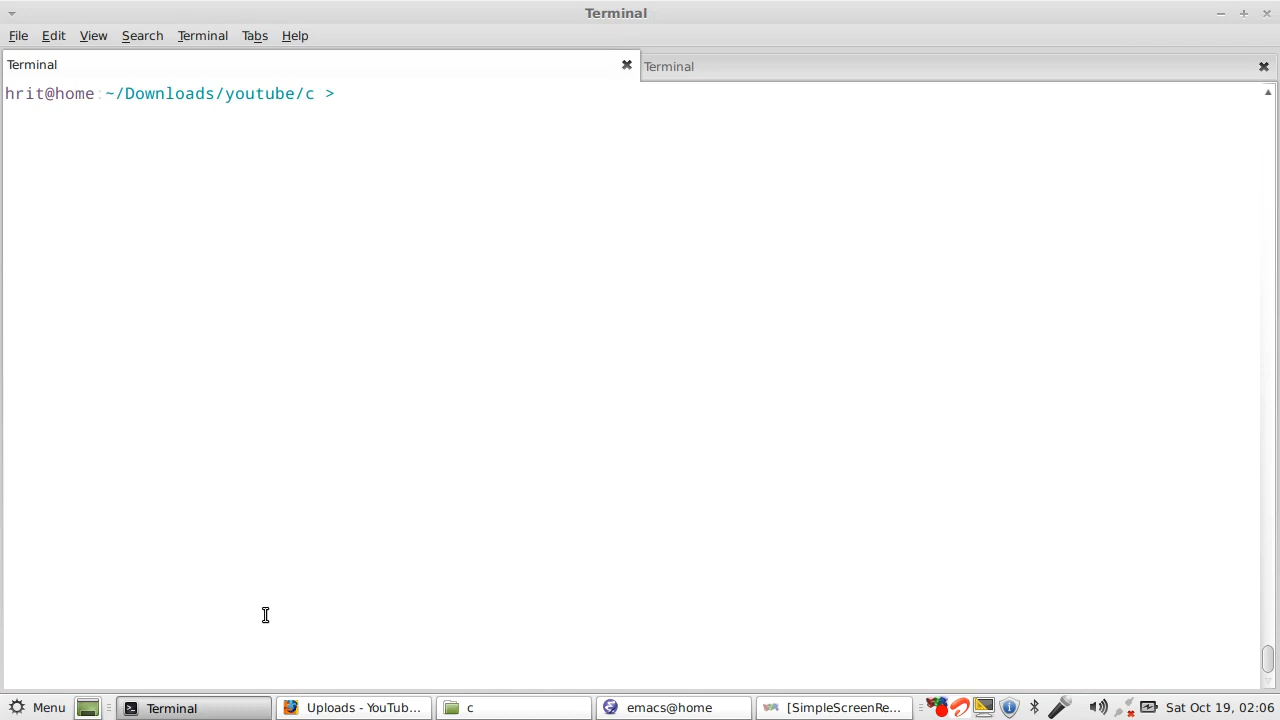 Terminal
File Edit View Search Terminal Tabs Help
Terminal
Terminal
hrit@home:~/Downloads/youtube/c >
Menu
Terminal
Uploads - YouTub...
c
emacs@home
[SimpleScreenRe...
Sat Oct 19, 02:06